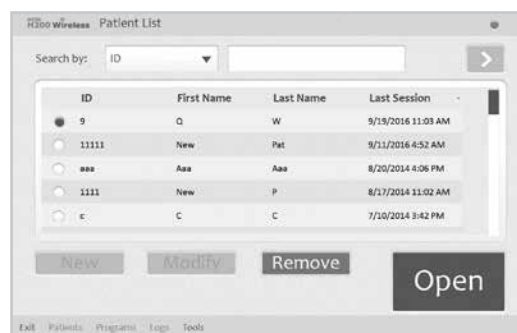 H200 Wireless Patient List
Search by: ID
ID First Name Last Name Last Session
9 Q W 9/19/2016 11:03 AM
11111 New Pat 9/11/2016 4:52 AM
aaa Aaa Aaa 8/20/2014 4:06 PM
1111 New P 8/17/2014 11:02 AM
c C C 7/10/2014 3:42 PM
New Modify Remove Open
Exit Patients Programs Logs Tools